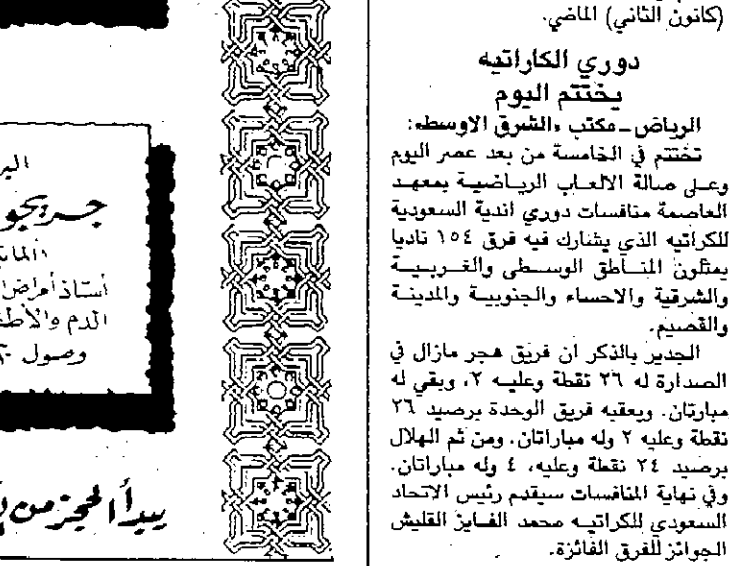 (كانون الثاني) الماضي.
دوري الكاراتيه
يختتم اليوم
الرياض ـ مكتب «الشرق الاوسط»:
تختتم في الخامسة من بعد عصر اليوم
وعلى صالة الالعاب الرياضية بمعهد
العاصمة منافسات دوري اندية السعودية
للكراتيه الذي يشارك فيه فرق ١٥٤ ناديا
يمثلون المناطق الوسطى والغربية
والشرقية والاحساء والجنوبية والمدينة
والقصيم.
الجدير بالذكر ان فريق هجر مازال في
الصدارة له ٢٦ نقطة وعليه ٢، وبقي له
مبارتان. ويعقبه فريق الوحدة برصيد ٢٦
نقطة وعليه ٢ وله مباراتان. ومن ثم الهلال
برصيد ٢٤ نقطة وعليه، ٤ وله مباراتان.
وفي نهاية المنافسات سيقدم رئيس الاتحاد
السعودي للكراتيه محمد الفايز القليش
الجوائز للفرق الفائزة.
أستاذ أمراض
الدم والأط
وصول
يبدأ الحجز من